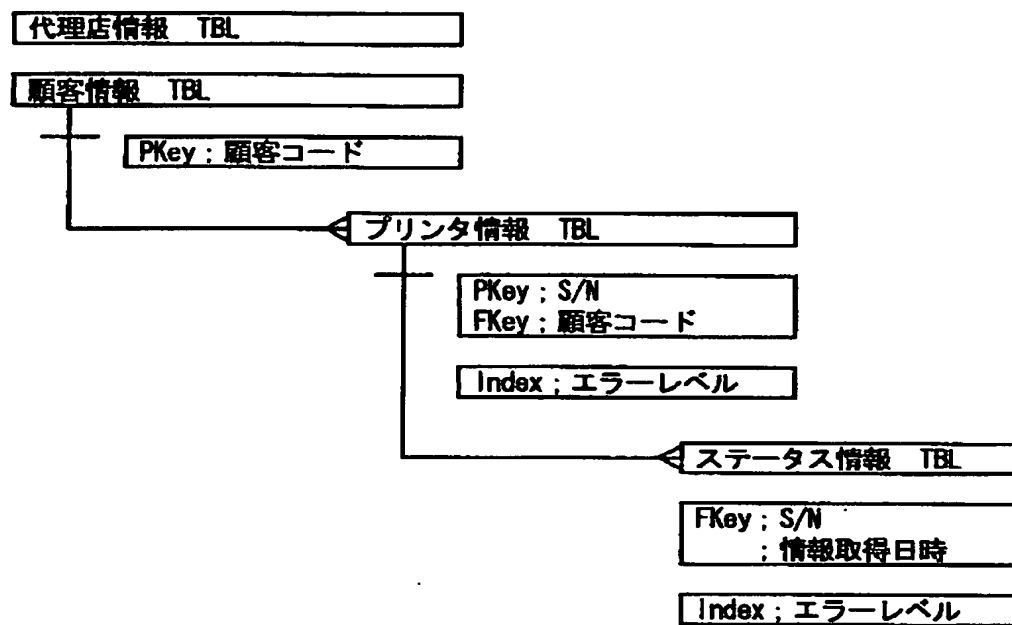 代理店情報　TBL
顧客情報　TBL
PKey；顧客コード
プリンタ情報　TBL
PKey；S/N
FKey；顧客コード
Index；エラーレベル
ステータス情報　TBL
FKey；S/N
；情報取得日時
Index；エラーレベル